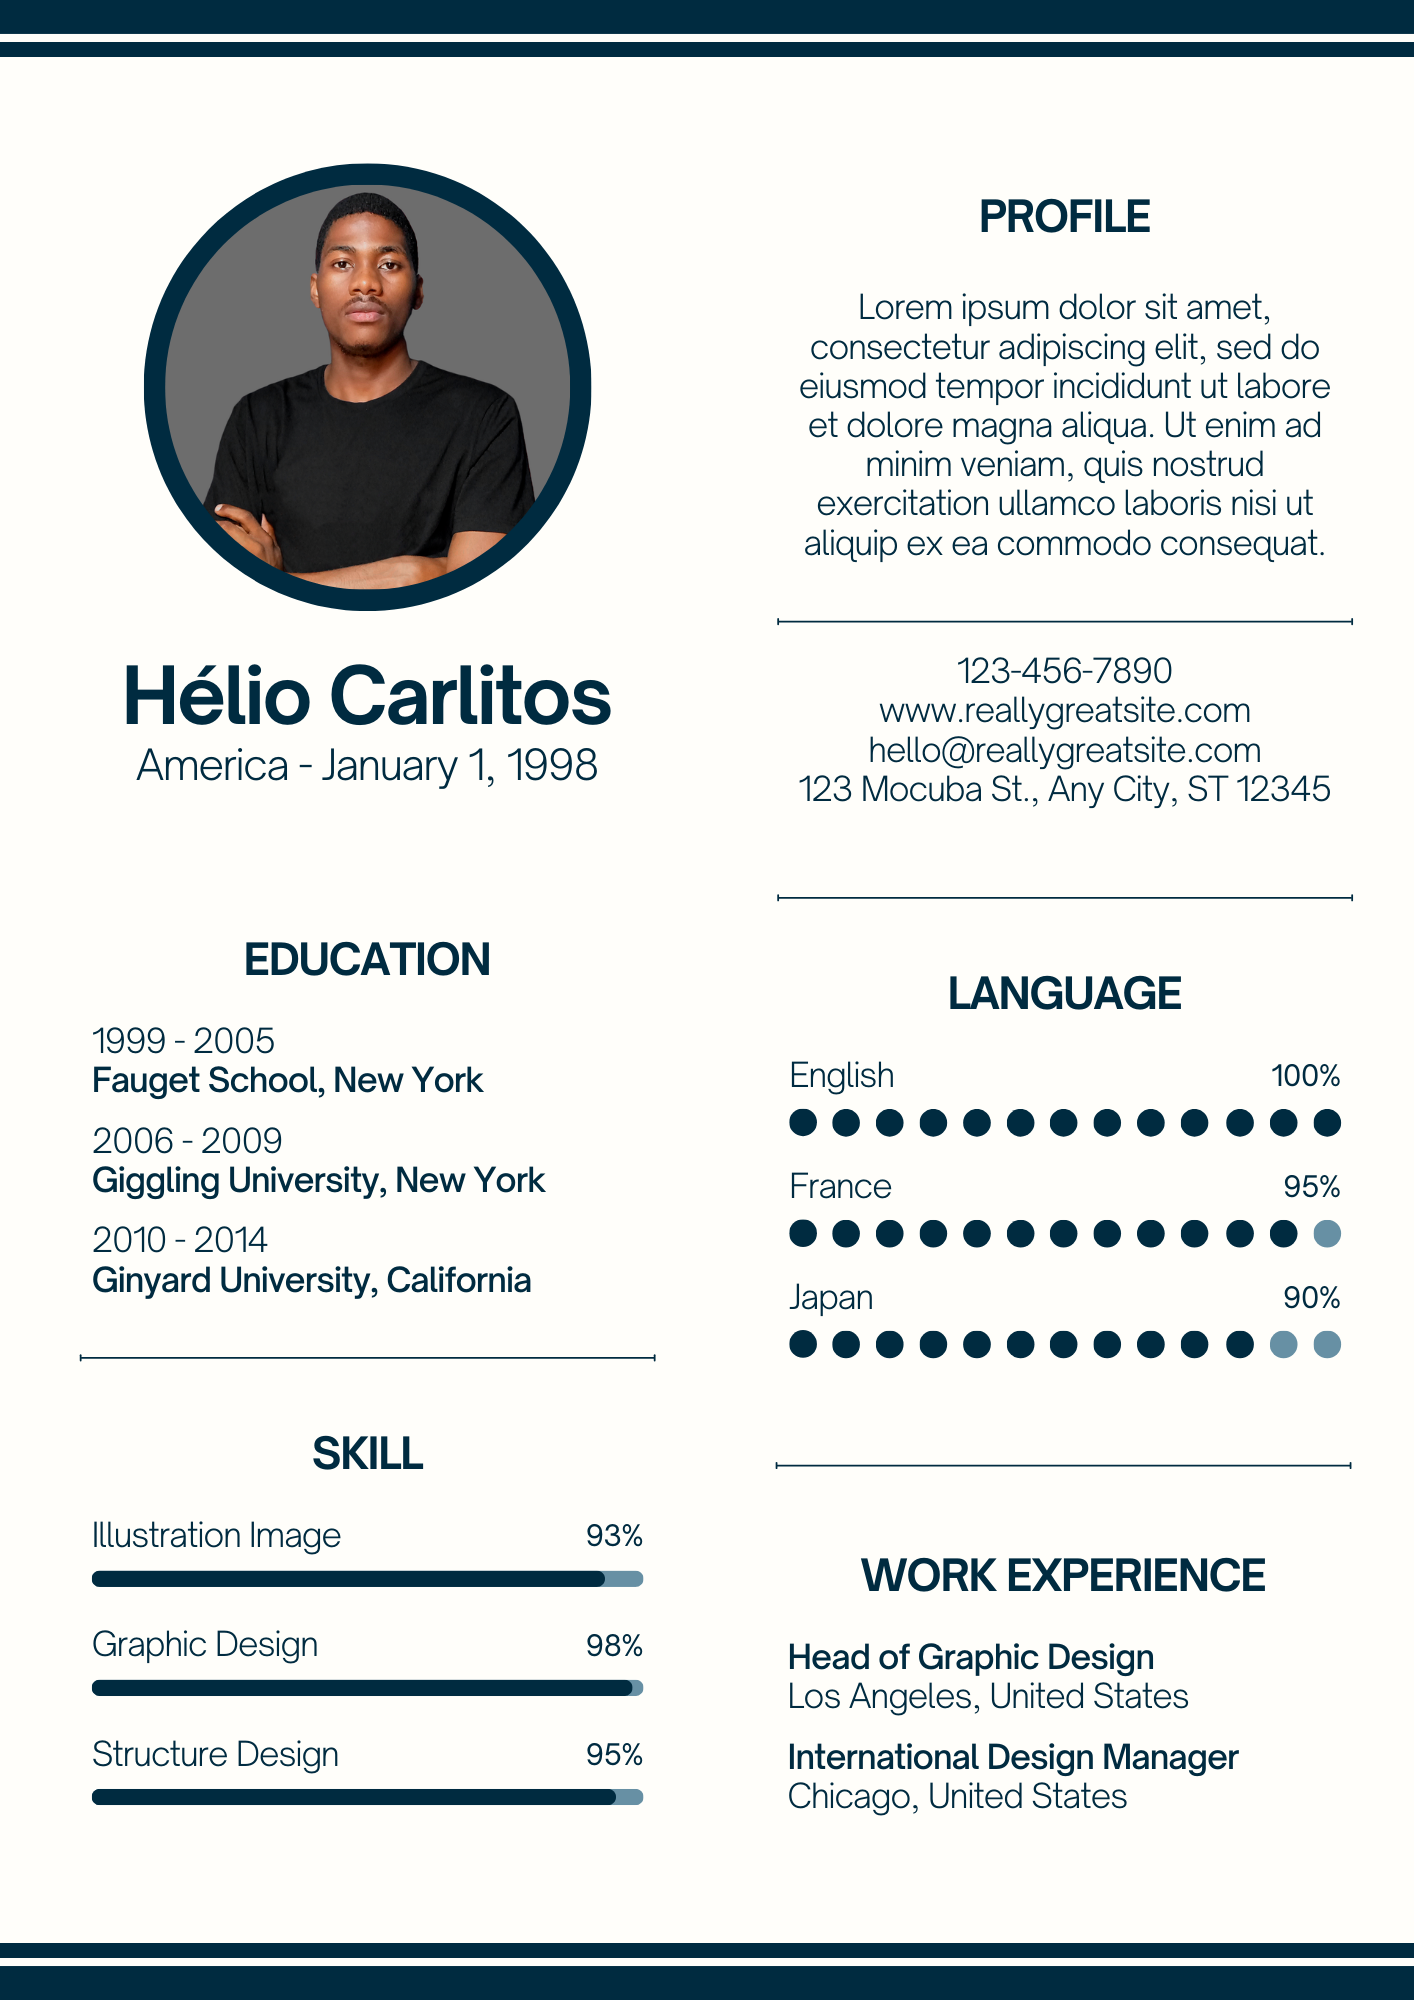 Hélio Carlitos
America - January 1, 1998
EDUCATION
1999 - 2005
Fauget School, New York
2006 - 2009
Giggling University, New York
2010 - 2014
Ginyard University, California
SKILL
Illustration Image 93%
Graphic Design 98%
Structure Design 95%
PROFILE
Lorem ipsum dolor sit amet,
consectetur adipiscing elit, sed do
eiusmod tempor incididunt ut labore
et dolore magna aliqua. Ut enim ad
minim veniam, quis nostrud
exercitation ullamco laboris nisi ut
aliquip ex ea commodo consequat.
123-456-7890
www.reallygreatsite.com
hello@reallygreatsite.com
123 Mocuba St., Any City, ST 12345
LANGUAGE
English 100%
France 95%
Japan 90%
WORK EXPERIENCE
Head of Graphic Design
Los Angeles, United States
International Design Manager
Chicago, United States